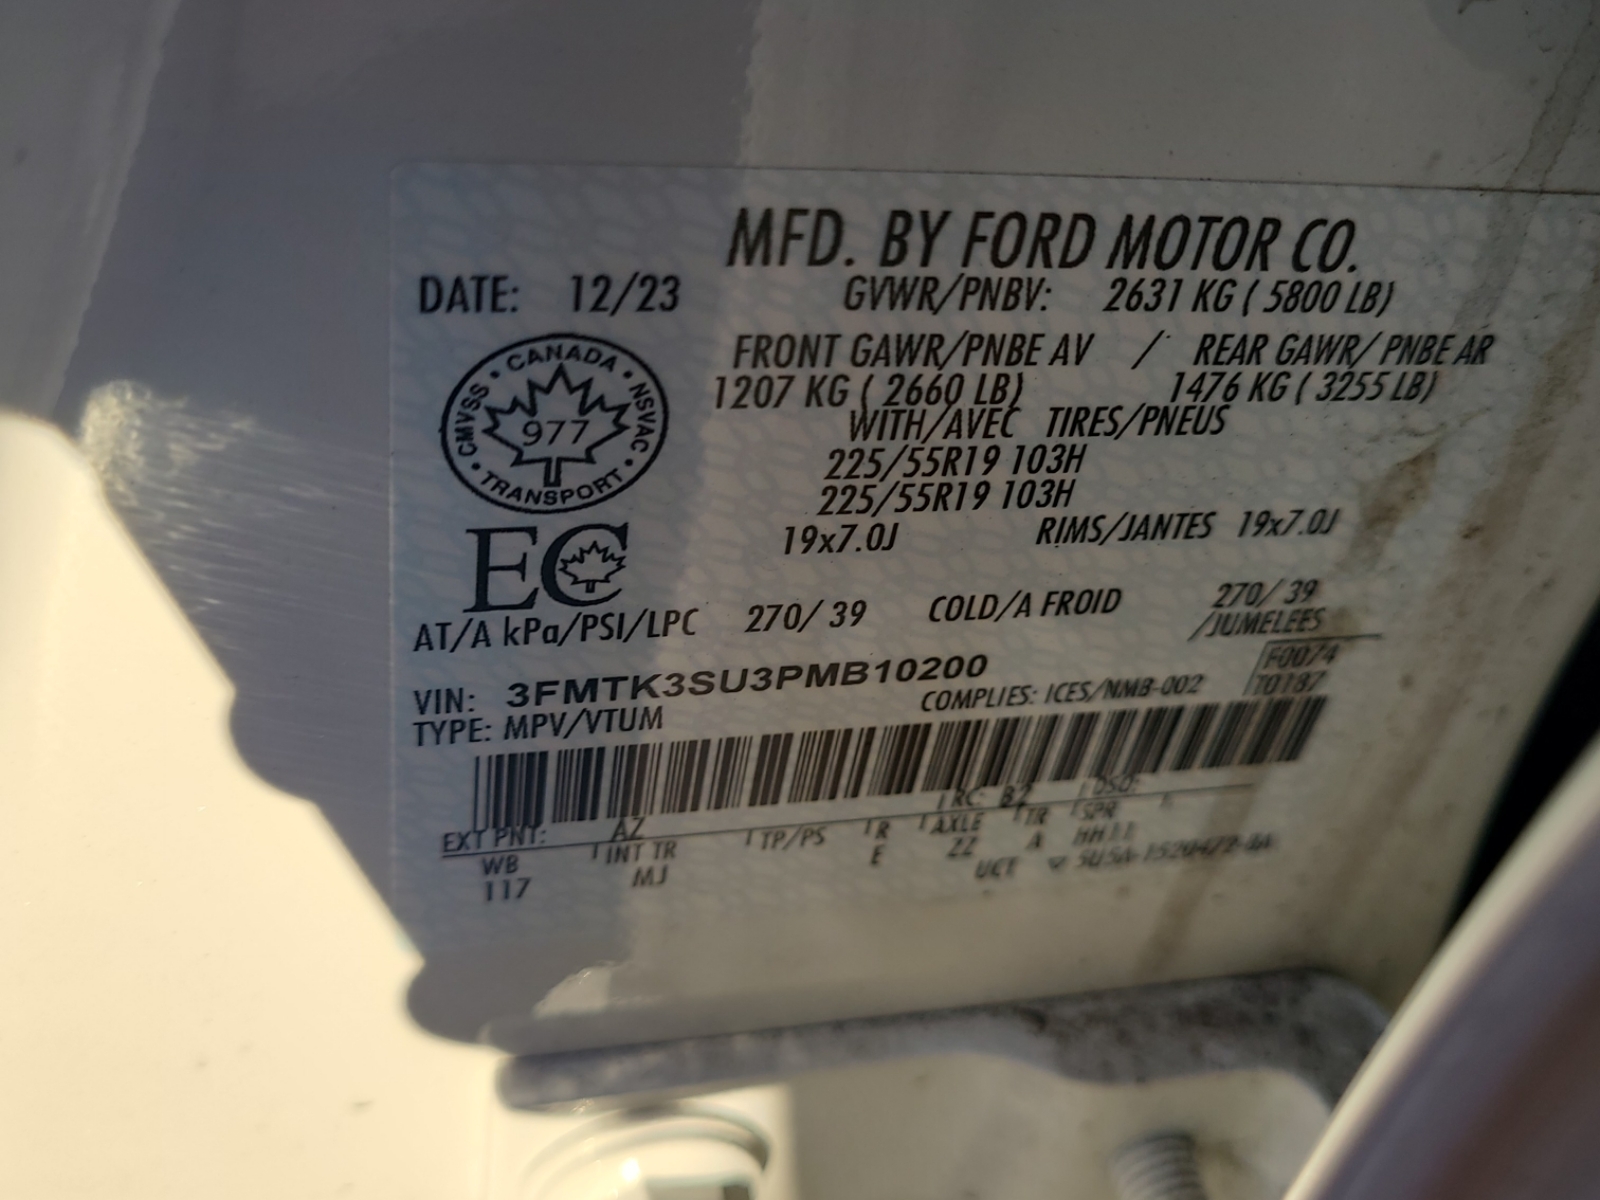 MFD. BY FORD MOTOR CO.
DATE: 12/23 GVWR/PNBV: 2631 KG ( 5800 LB)
FRONT GAWR/PNBE AV / REAR GAWR/ PNBE AR
1207 KG ( 2660 LB) 1476 KG ( 3255 LB)
WITH/AVEC TIRES/PNEUS
225/55R19 103H
225/55R19 103H
19x7.0J RIMS/JANTES 19x7.0J
CANADA
CMVSS 977 NSVAC
TRANSPORT
EC
AT/A kPa/PSI/LPC 270/ 39 COLD/A FROID 270/ 39
/JUMELEES
VIN: 3FMTK3SU3PMB10200
F0074
TYPE: MPV/VTUM COMPLIES: ICES/NMB-002 T0187
EXT PNT: AZ RC: B2 DSO:
WB INT TR TP/PS R AXLE TR SPR
117 MJ E ZZ A HH11
UCT